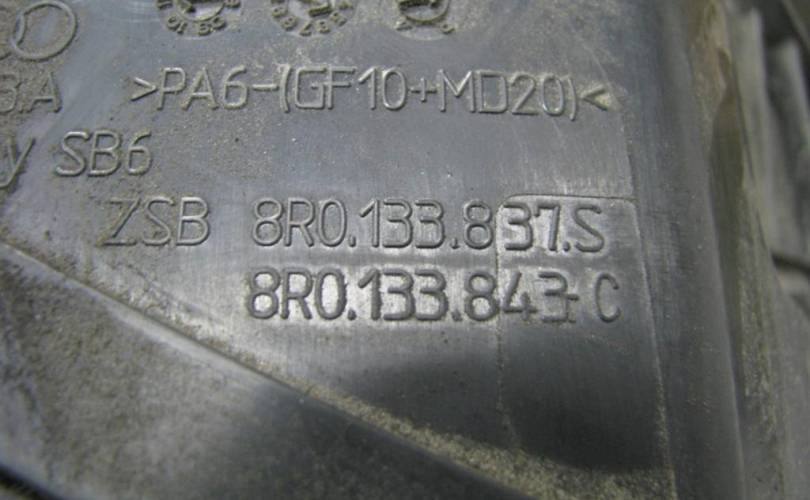 >PA6-(GF10+MD20)<
SB6
ZSB 8R0.133.837.S
8R0.133.843 C